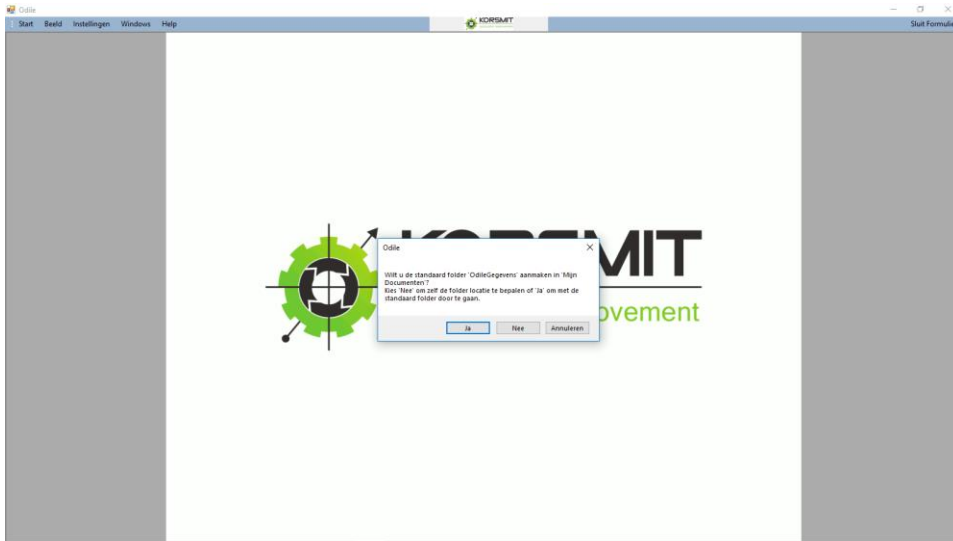 Odile
Start Beeld Instellingen Windows Help
KORSMIT
Sluit
Odile
Wilt u de standaard folder 'OdileGegevens' aanmaken in 'Mijn
Documenten'?
Kies 'Nee' om zelf de folder locatie te bepalen of 'Ja' om met de
standaard folder door te gaan.
Ja Nee Annuleren